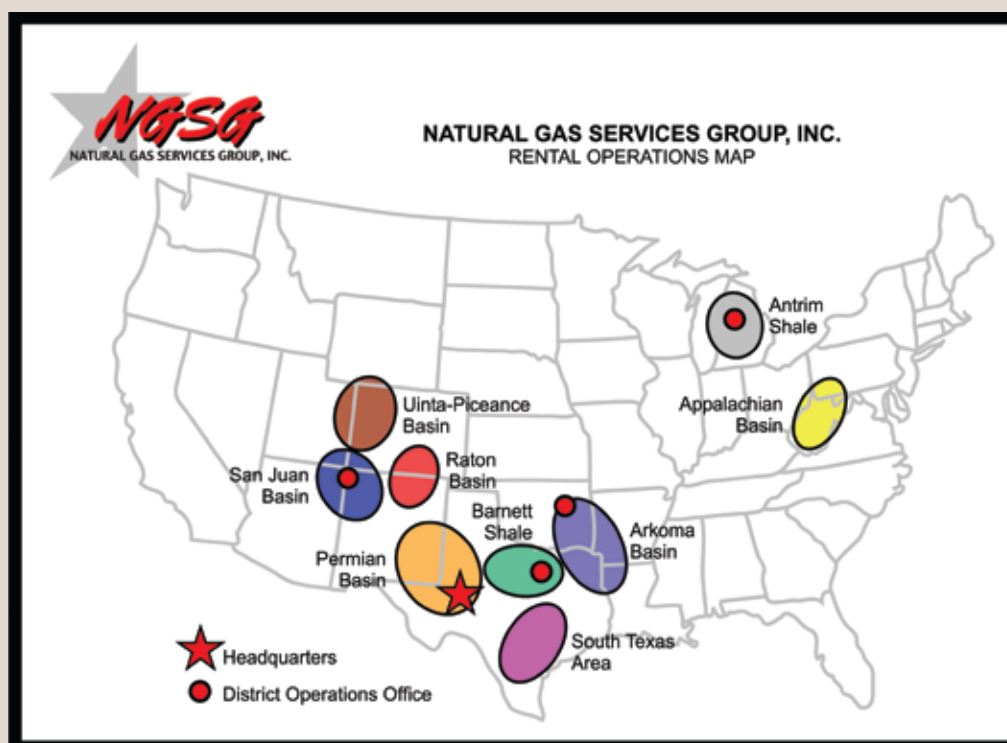 NGSG
NATURAL GAS SERVICES GROUP, INC.
NATURAL GAS SERVICES GROUP, INC.
RENTAL OPERATIONS MAP
Antrim
Shale
Appalachian
Basin
Uinta-Piceance
Basin
Raton
Basin
San Juan
Basin
Barnett
Shale
Arkoma
Basin
Permian
Basin
South Texas
Area
Headquarters
District Operations Office